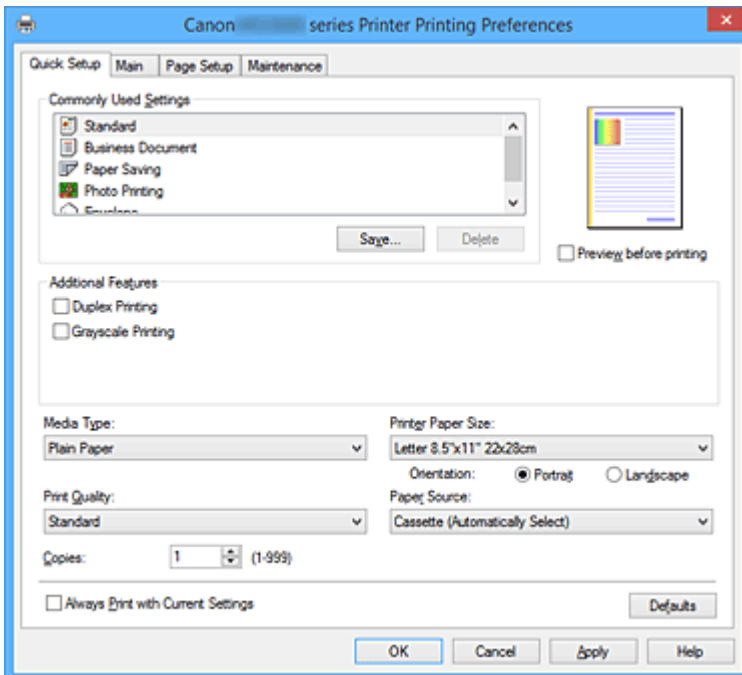 Canon series Printer Printing Preferences
Quick Setup Main Page Setup Maintenance
Commonly Used Settings
Standard
Business Document
Paper Saving
Photo Printing
Envelope
Save... Delete
Preview before printing
Additional Features
Duplex Printing
Grayscale Printing
Media Type: Printer Paper Size:
Plain Paper Letter 8.5"x11" 22x28cm
Orientation: Portrait Landscape
Print Quality: Paper Source:
Standard Cassette (Automatically Select)
Copies: 1 (1-999)
Always Print with Current Settings Defaults
OK Cancel Apply Help